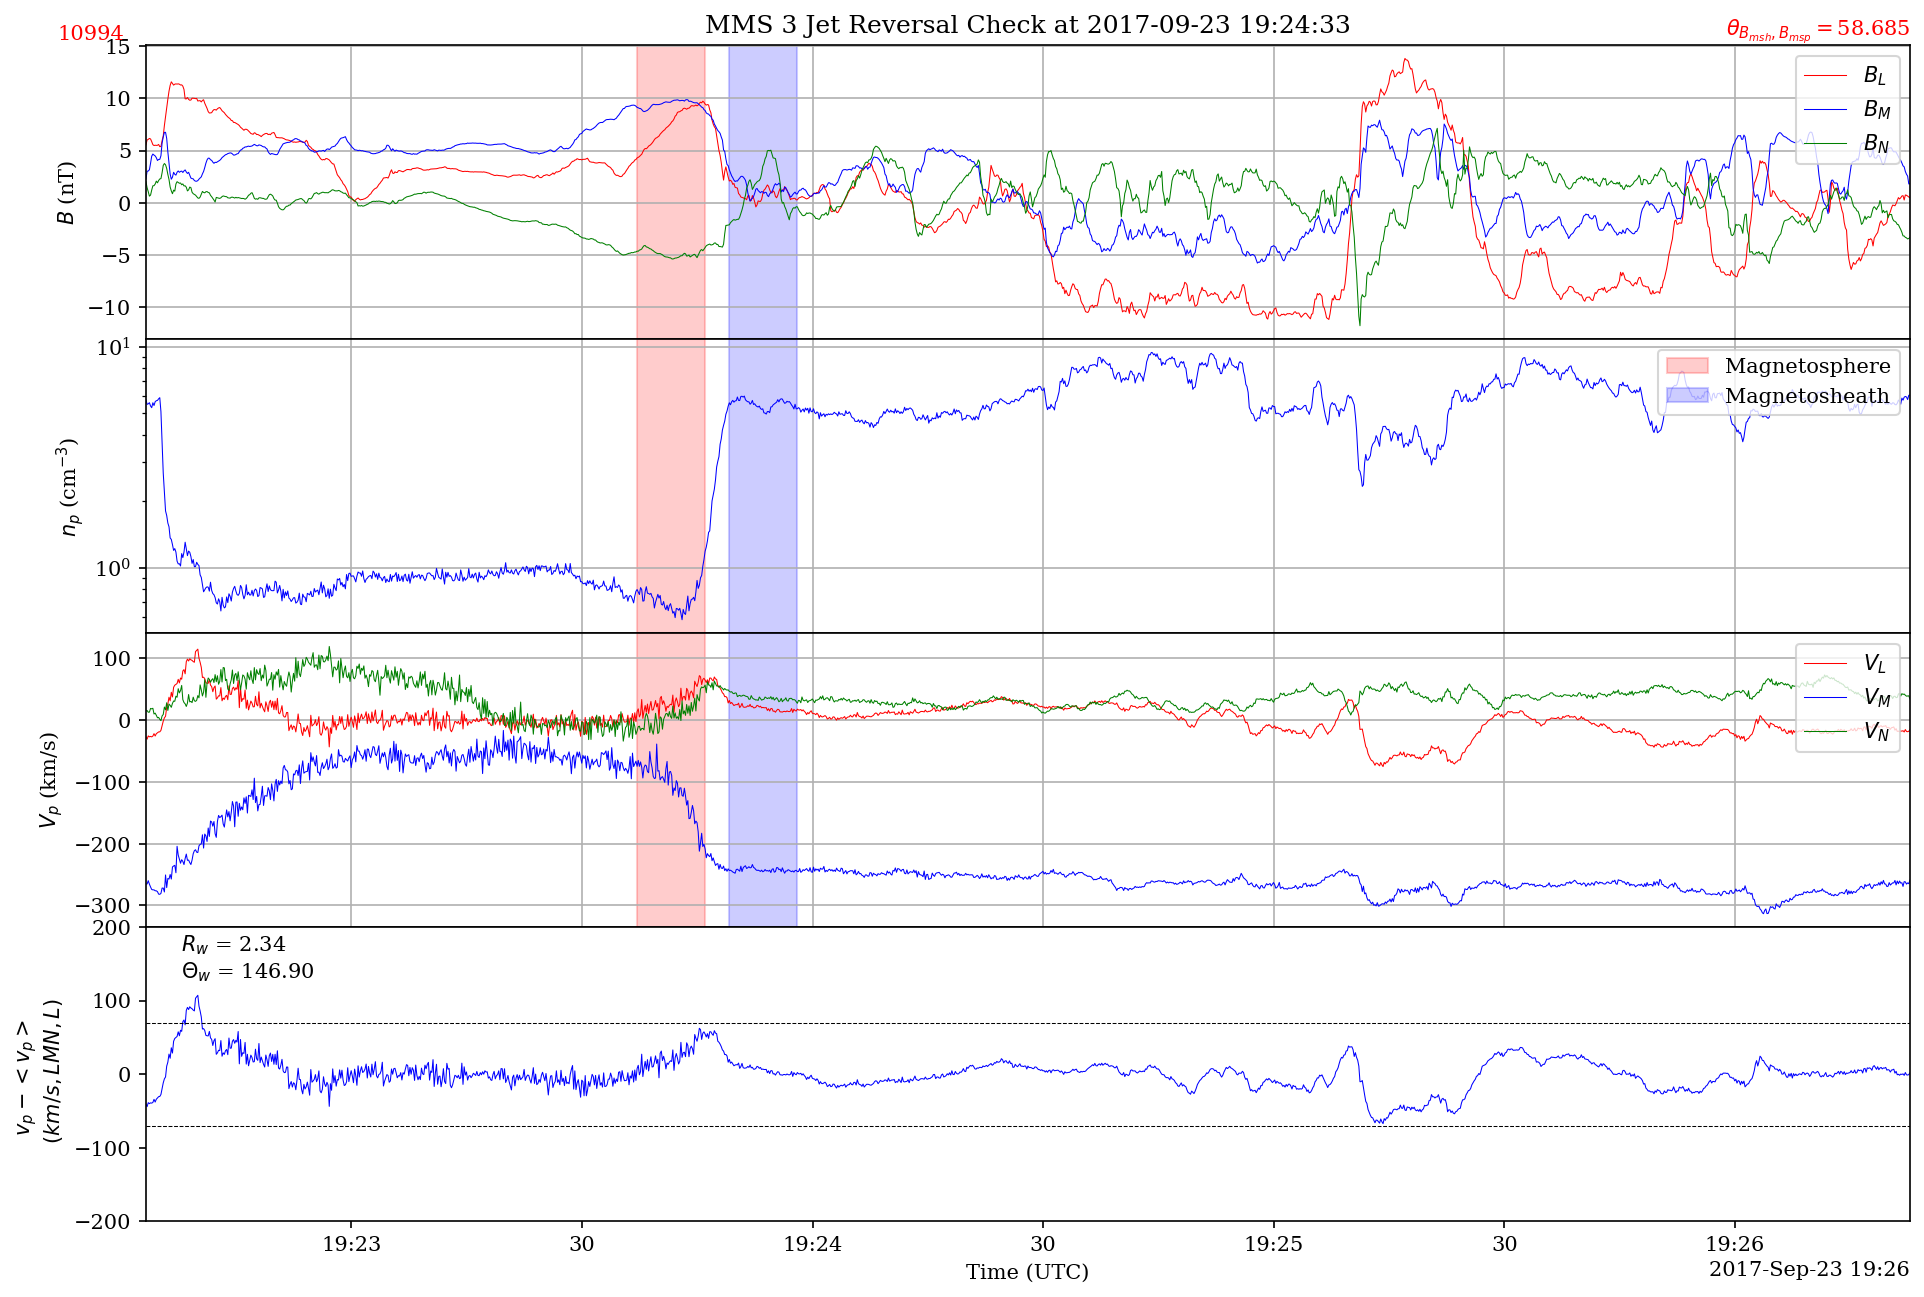 MMS 3 Jet Reversal Check at 2017-09-23 19:24:33
10994
θ_{B_{msh}, B_{msp}} = 58.685
15
10
5
0
−5
−10
B (nT)
B_L
B_M
B_N
10^1
10^0
n_p (cm^{−3})
Magnetosphere
Magnetosheath
100
0
−100
−200
−300
V_p (km/s)
V_L
V_M
V_N
200
100
0
−100
−200
v_p − < v_p >
(km/s, LMN, L)
R_w = 2.34
Θ_w = 146.90
19:23
30
19:24
30
19:25
30
19:26
Time (UTC)
2017-Sep-23 19:26